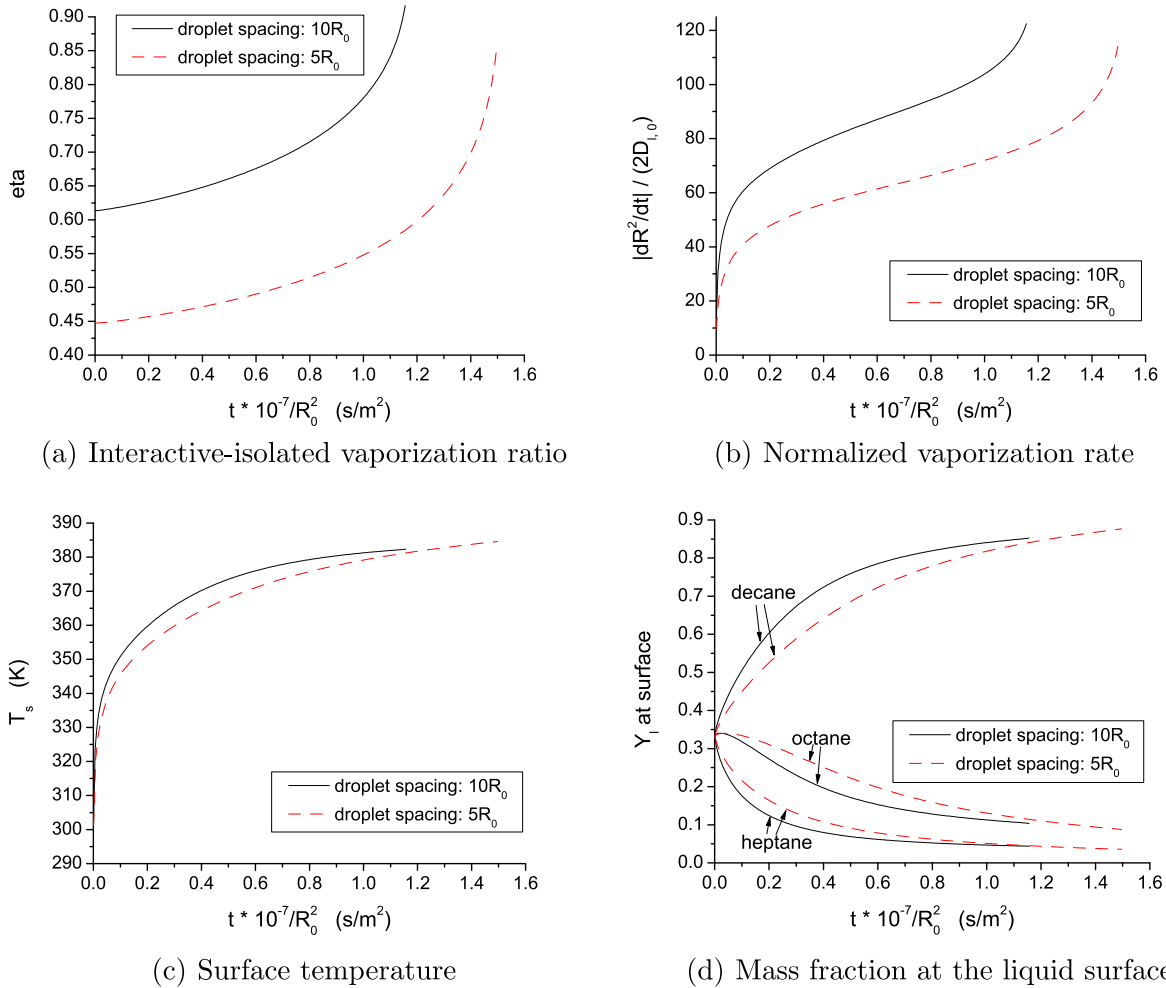 eta
0.90
0.85
0.80
0.75
0.70
0.65
0.60
0.55
0.50
0.45
0.40
droplet spacing: 10R₀
droplet spacing: 5R₀
0.0 0.2 0.4 0.6 0.8 1.0 1.2 1.4 1.6
t * 10⁻⁷/R₀² (s/m²)
(a) Interactive-isolated vaporization ratio
|dR²/dt| / (2D_{l,0})
120
100
80
60
40
20
0
droplet spacing: 10R₀
droplet spacing: 5R₀
0.0 0.2 0.4 0.6 0.8 1.0 1.2 1.4 1.6
t * 10⁻⁷/R₀² (s/m²)
(b) Normalized vaporization rate
T_s (K)
390
380
370
360
350
340
330
320
310
300
290
droplet spacing: 10R₀
droplet spacing: 5R₀
0.0 0.2 0.4 0.6 0.8 1.0 1.2 1.4 1.6
t * 10⁻⁷/R₀² (s/m²)
(c) Surface temperature
Y_l at surface
0.9
0.8
0.7
0.6
0.5
0.4
0.3
0.2
0.1
0.0
decane
octane
heptane
droplet spacing: 10R₀
droplet spacing: 5R₀
0.0 0.2 0.4 0.6 0.8 1.0 1.2 1.4 1.6
t * 10⁻⁷/R₀² (s/m²)
(d) Mass fraction at the liquid surface